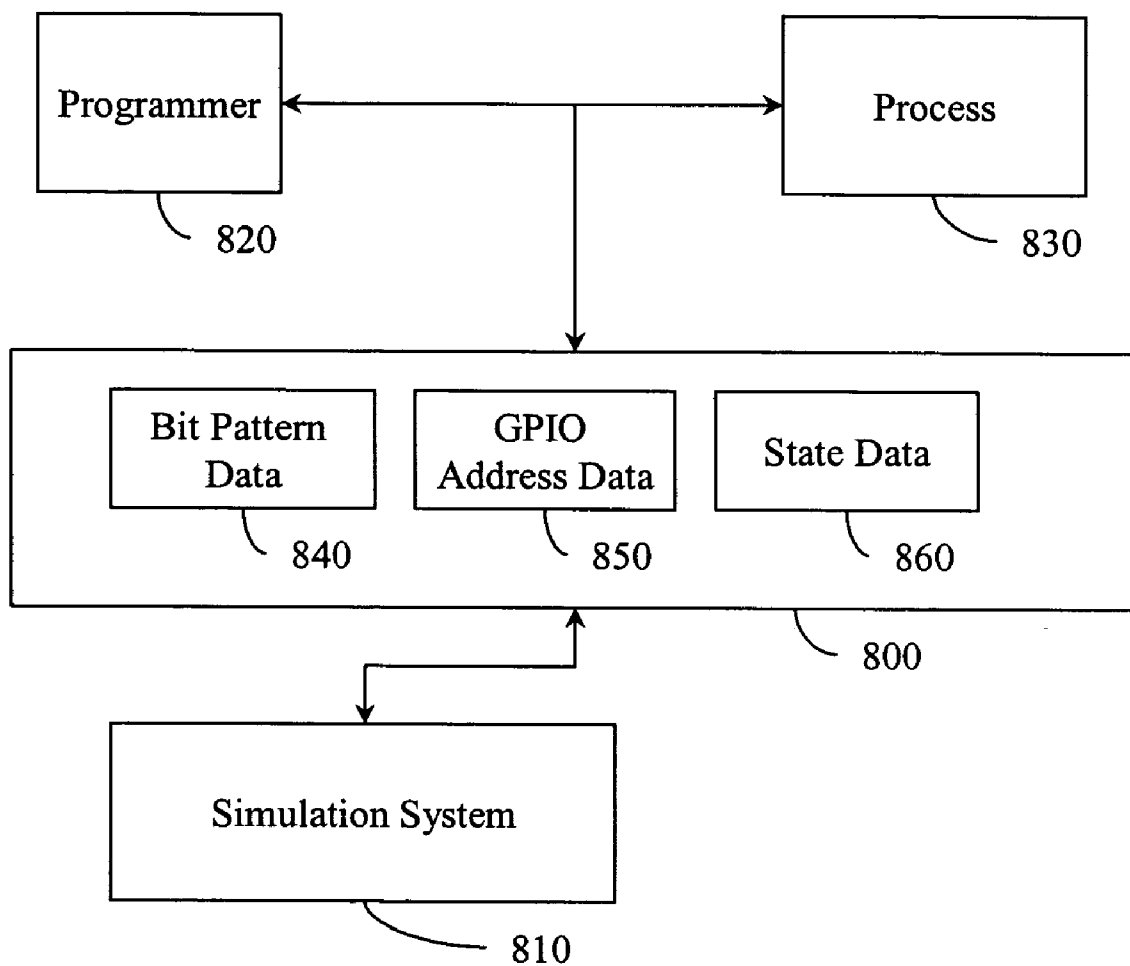 Programmer
Process
820
830
Bit Pattern
Data
GPIO
Address Data
State Data
840
850
860
800
Simulation System
810